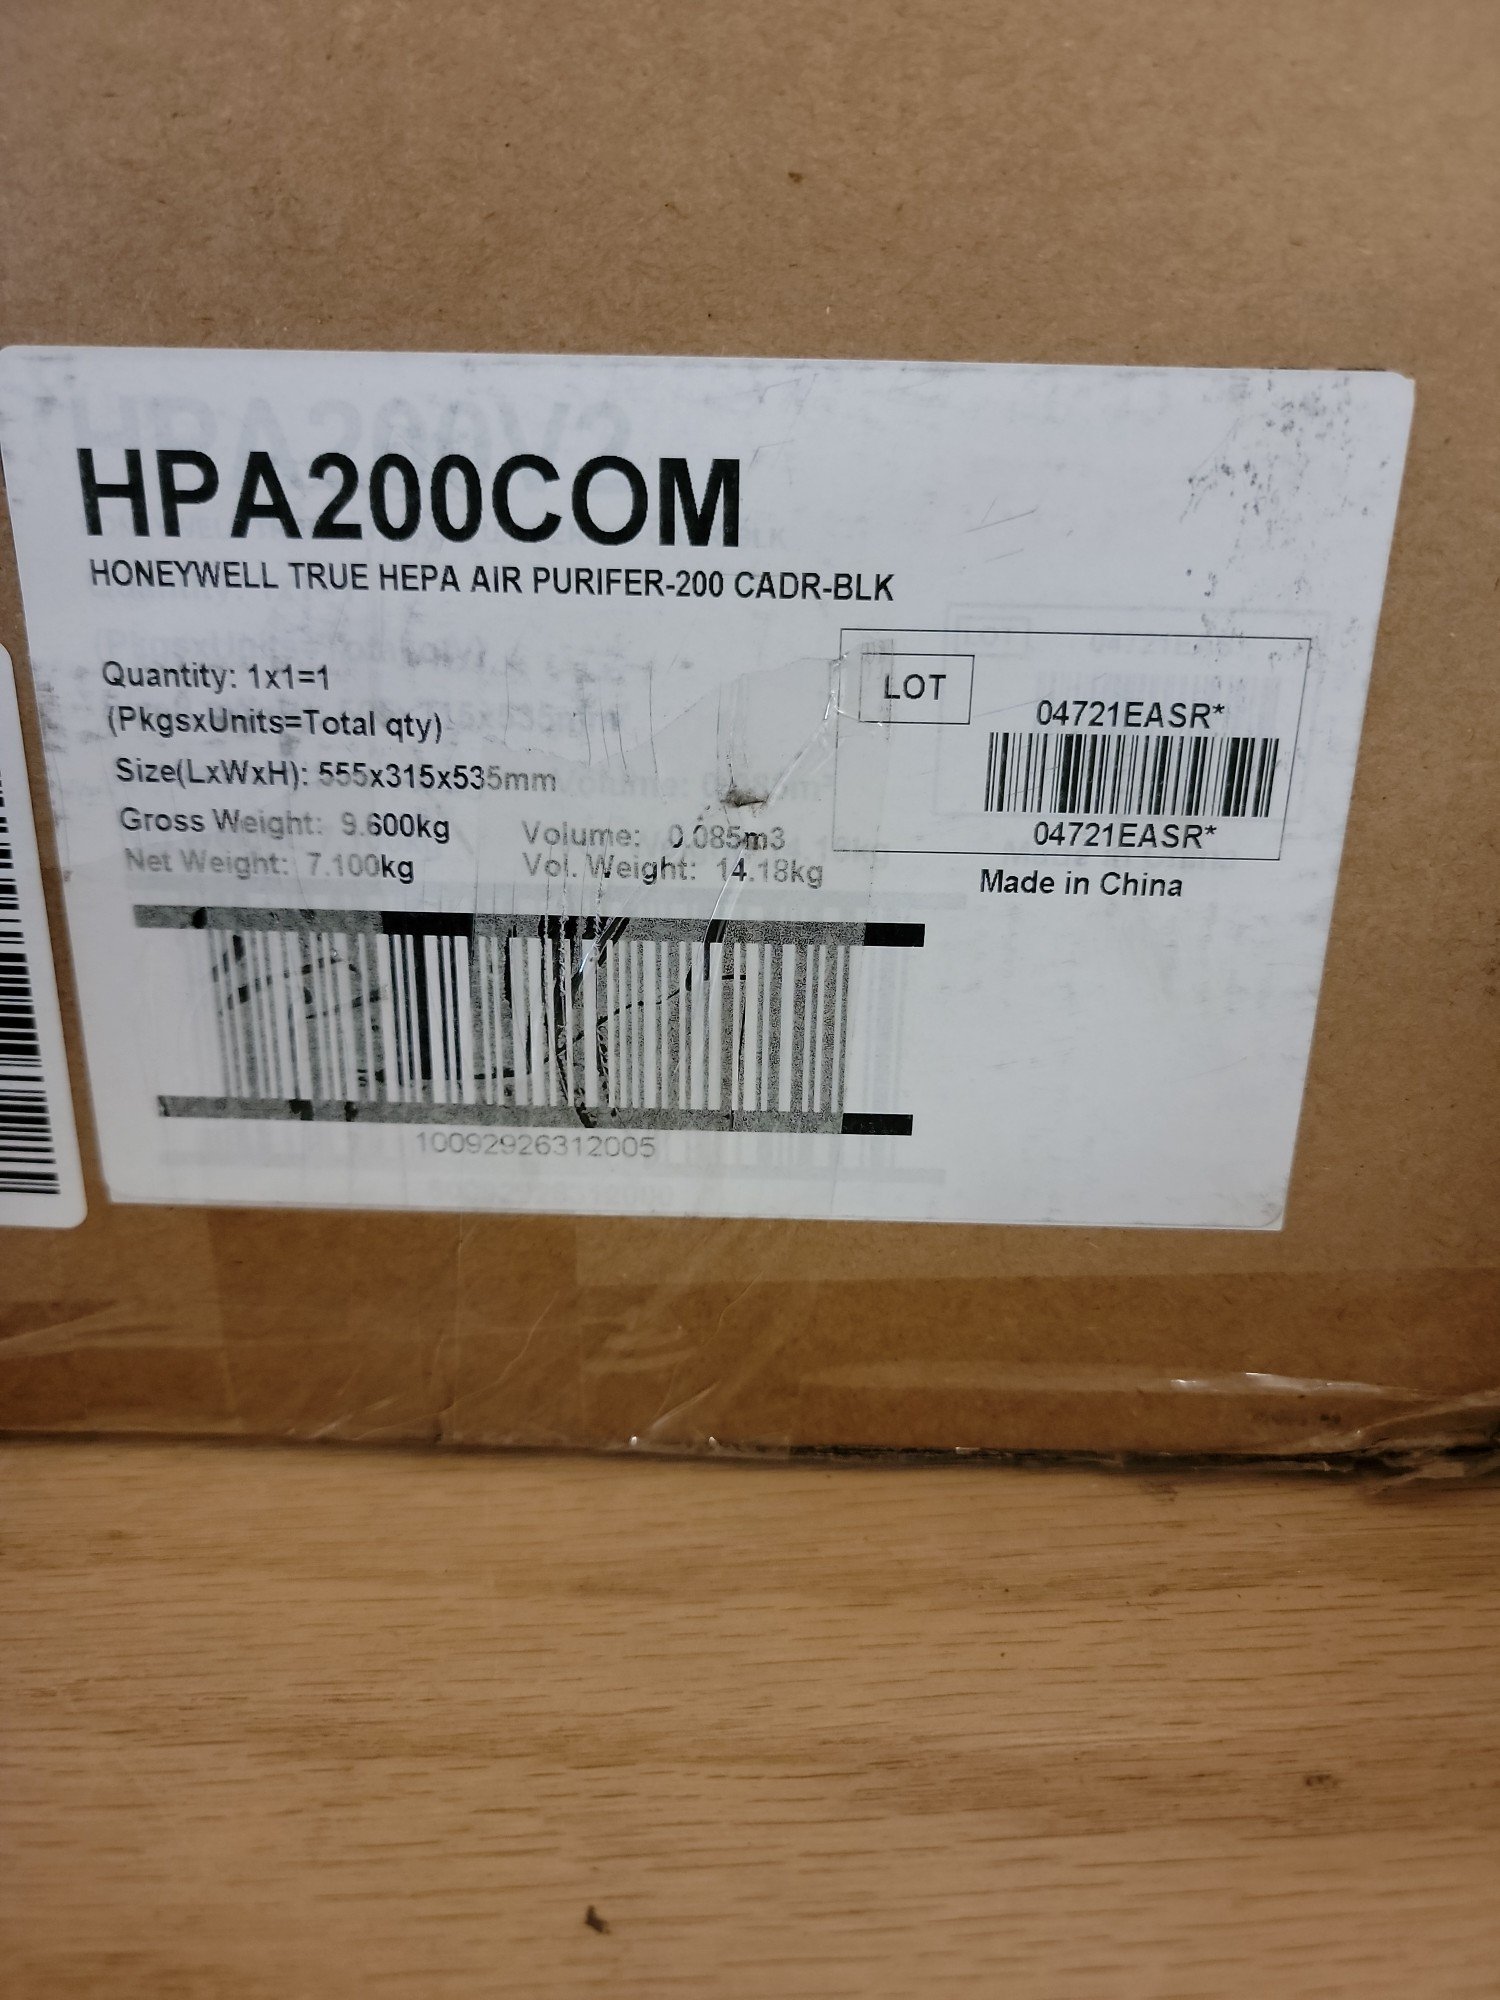 HPA200COM
HONEYWELL TRUE HEPA AIR PURIFER-200 CADR-BLK
Quantity: 1x1=1
(PkgsxUnits=Total qty)
Size(LxWxH): 555x315x535mm
Gross Weight: 9.600kg
Net Weight: 7.100kg
Volume: 0.085m3
Vol. Weight: 14.18kg
LOT
04721EASR*
04721EASR*
Made in China
10092926312005